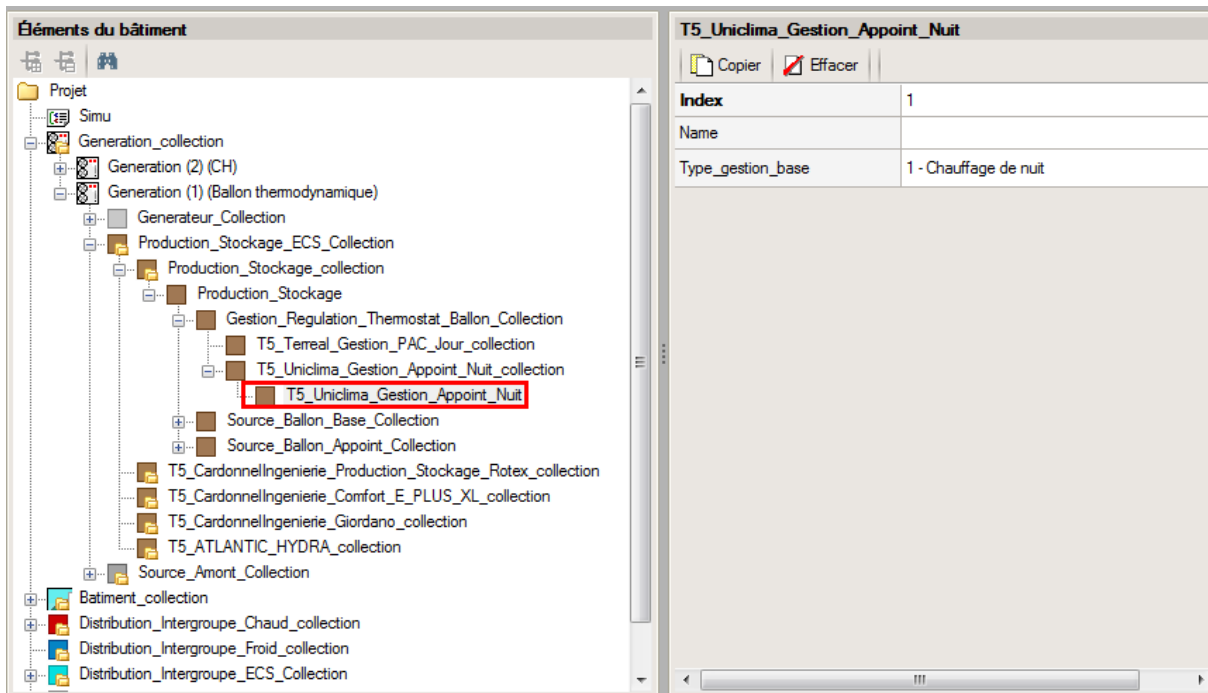 Éléments du bâtiment
Projet
Simu
Generation_collection
Generation (2) (CH)
Generation (1) (Ballon thermodynamique)
Generateur_Collection
Production_Stockage_ECS_Collection
Production_Stockage_collection
Production_Stockage
Gestion_Regulation_Thermostat_Ballon_Collection
T5_Terreal_Gestion_PAC_Jour_collection
T5_Uniclima_Gestion_Appoint_Nuit_collection
T5_Uniclima_Gestion_Appoint_Nuit
Source_Ballon_Base_Collection
Source_Ballon_Appoint_Collection
T5_CardonnelIngenierie_Production_Stockage_Rotex_collection
T5_CardonnelIngenierie_Comfort_E_PLUS_XL_collection
T5_CardonnelIngenierie_Giordano_collection
T5_ATLANTIC_HYDRA_collection
Source_Amont_Collection
Batiment_collection
Distribution_Intergroupe_Chaud_collection
Distribution_Intergroupe_Froid_collection
Distribution_Intergroupe_ECS_Collection
T5_Uniclima_Gestion_Appoint_Nuit
Copier Effacer
Index 1
Name
Type_gestion_base 1 - Chauffage de nuit